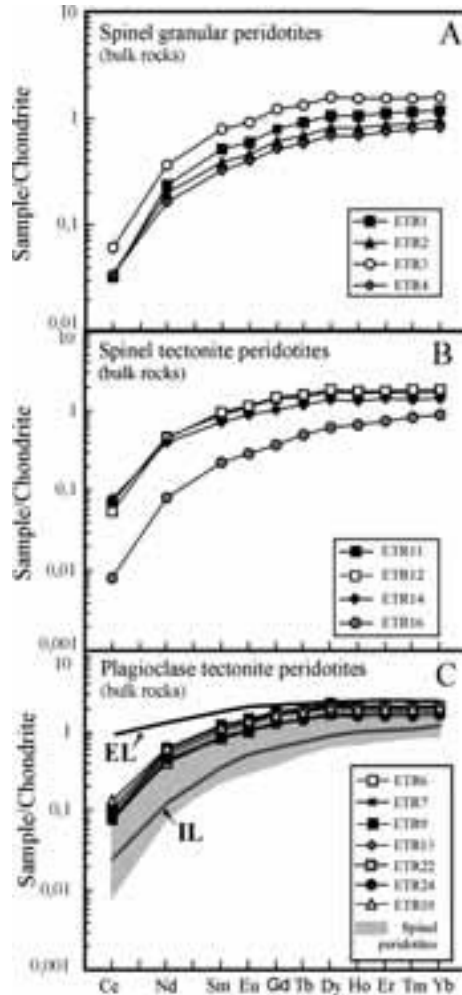 A
Spinel granular peridotites
(bulk rocks)
Sample/Chondrite
10
1
0,1
0,01
ETR1
ETR2
ETR3
ETR4
B
Spinel tectonite peridotites
(bulk rocks)
Sample/Chondrite
10
1
0,1
0,01
0,001
ETR11
ETR12
ETR14
ETR16
C
Plagioclase tectonite peridotites
(bulk rocks)
Sample/Chondrite
10
1
0,1
0,01
0,001
EL
IL
ETR6
ETR7
ETR9
ETR13
ETR22
ETR24
Spinel
peridotites
Ce Nd Sm Eu Gd Tb Dy Ho Er Tm Yb